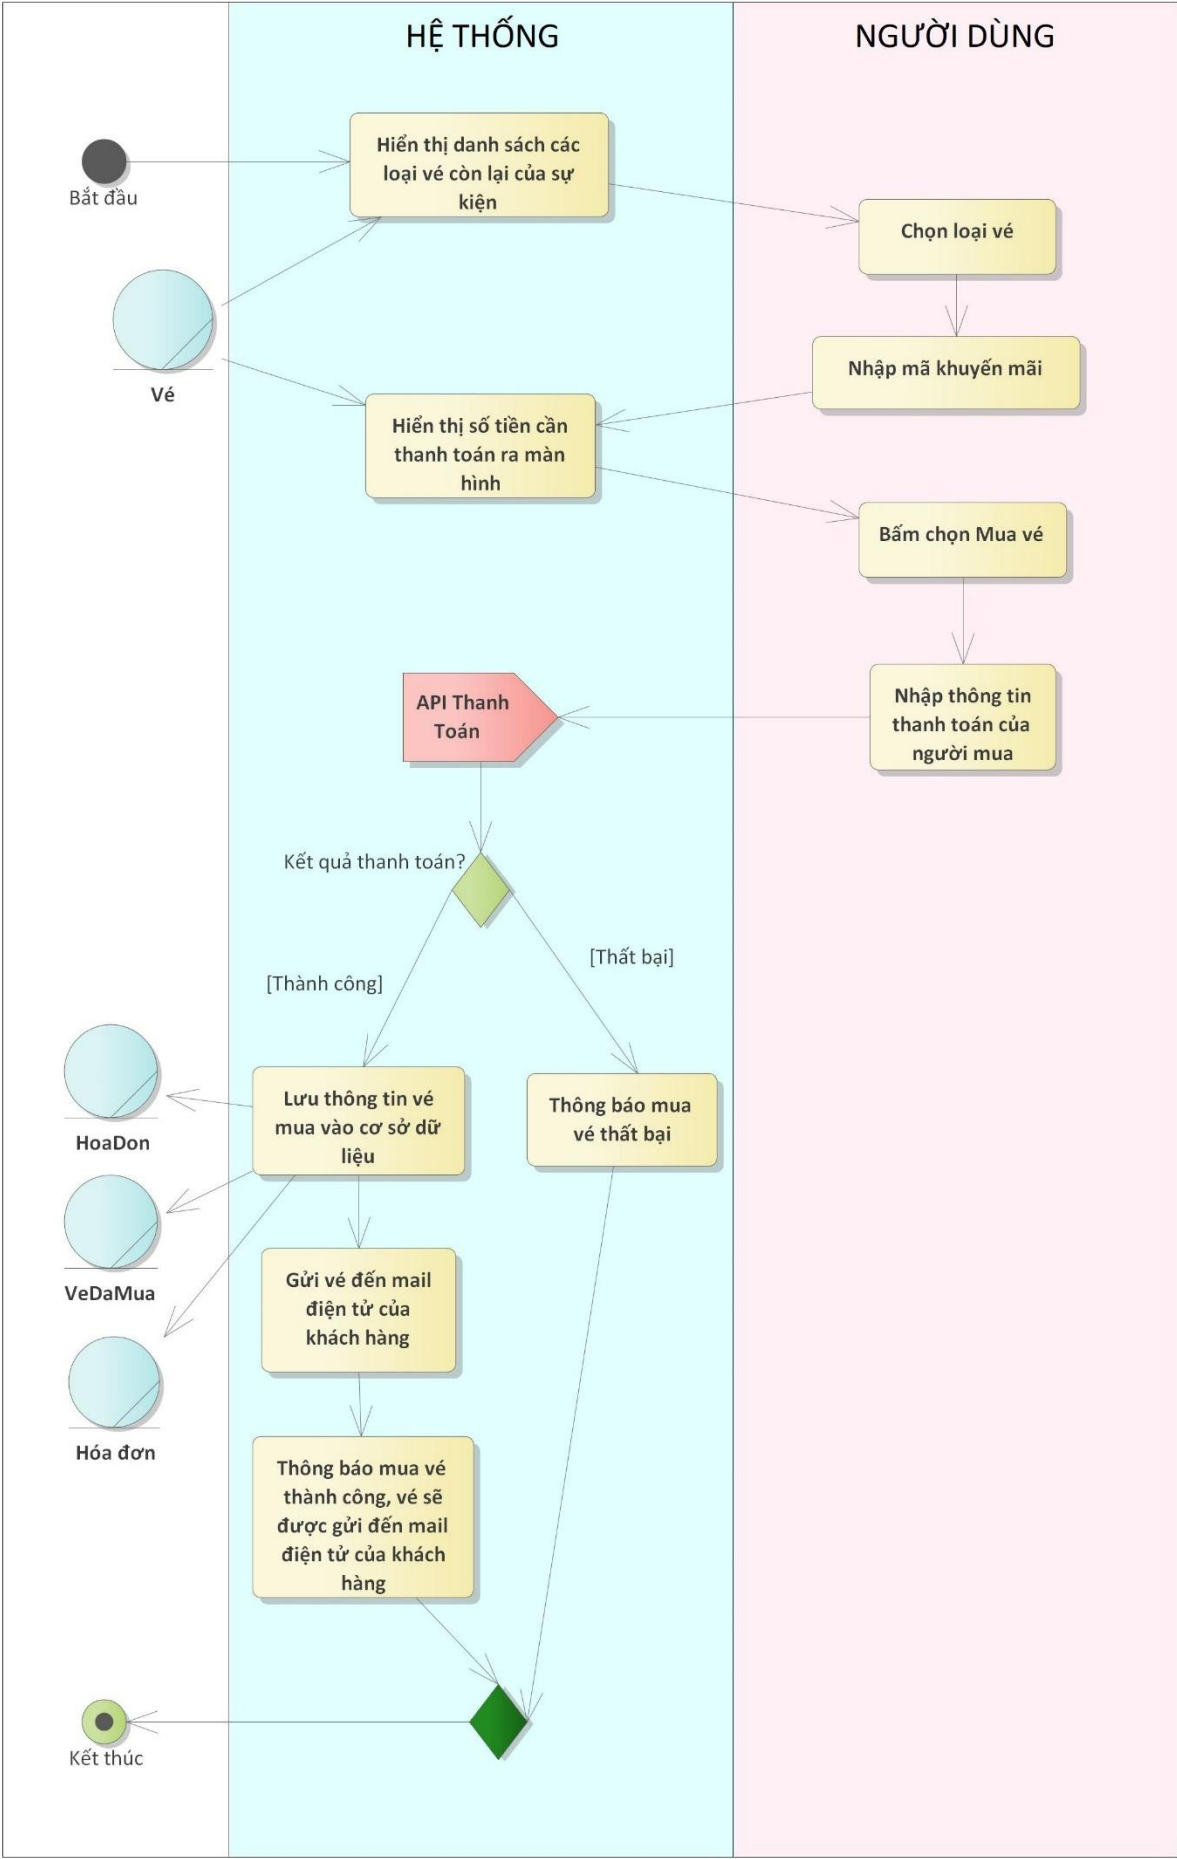 HỆ THỐNG
NGƯỜI DÙNG
Hiển thị danh sách các
loại vé còn lại của sự
kiện
Bắt đầu
Chọn loại vé
Vé
Nhập mã khuyến mãi
Hiển thị số tiền cần
thanh toán ra màn
hình
Bấm chọn Mua vé
API Thanh
Toán
Nhập thông tin
thanh toán của
người mua
Kết quả thanh toán?
[Thành công]
[Thất bại]
HoaDon
Lưu thông tin vé
mua vào cơ sở dữ
liệu
Thông báo mua
vé thất bại
VeDaMua
Gửi vé đến mail
điện tử của
khách hàng
Hóa đơn
Thông báo mua vé
thành công, vé sẽ
được gửi đến mail
điện tử của khách
hàng
Kết thúc